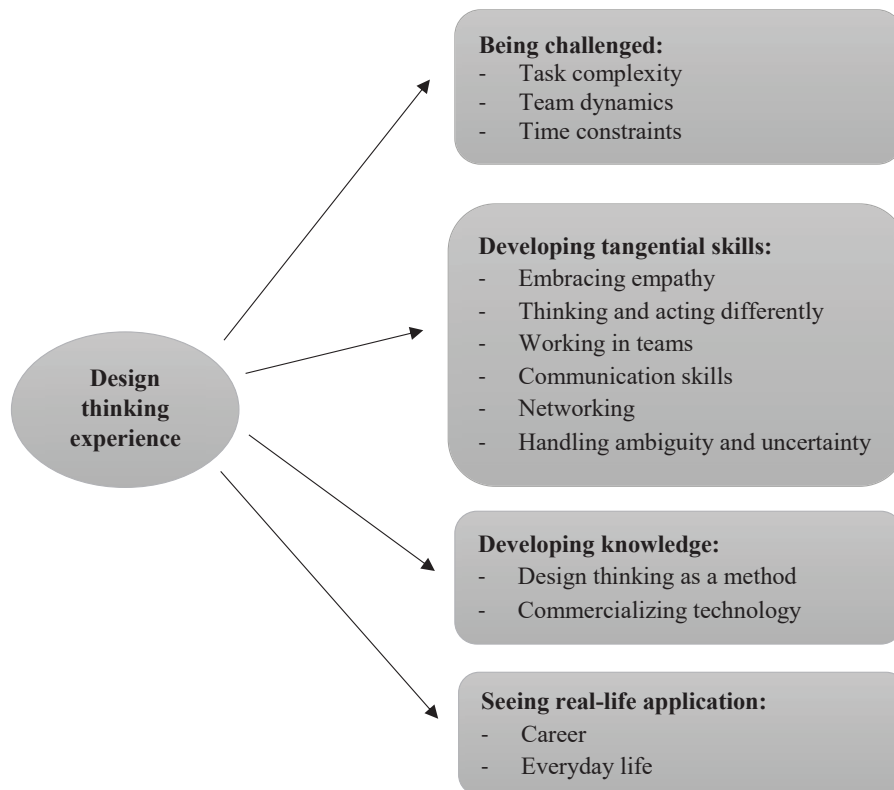 Being challenged:
- Task complexity
- Team dynamics
- Time constraints
Developing tangential skills:
- Embracing empathy
- Thinking and acting differently
- Working in teams
- Communication skills
- Networking
- Handling ambiguity and uncertainty
Design
thinking
experience
Developing knowledge:
- Design thinking as a method
- Commercializing technology
Seeing real-life application:
- Career
- Everyday life